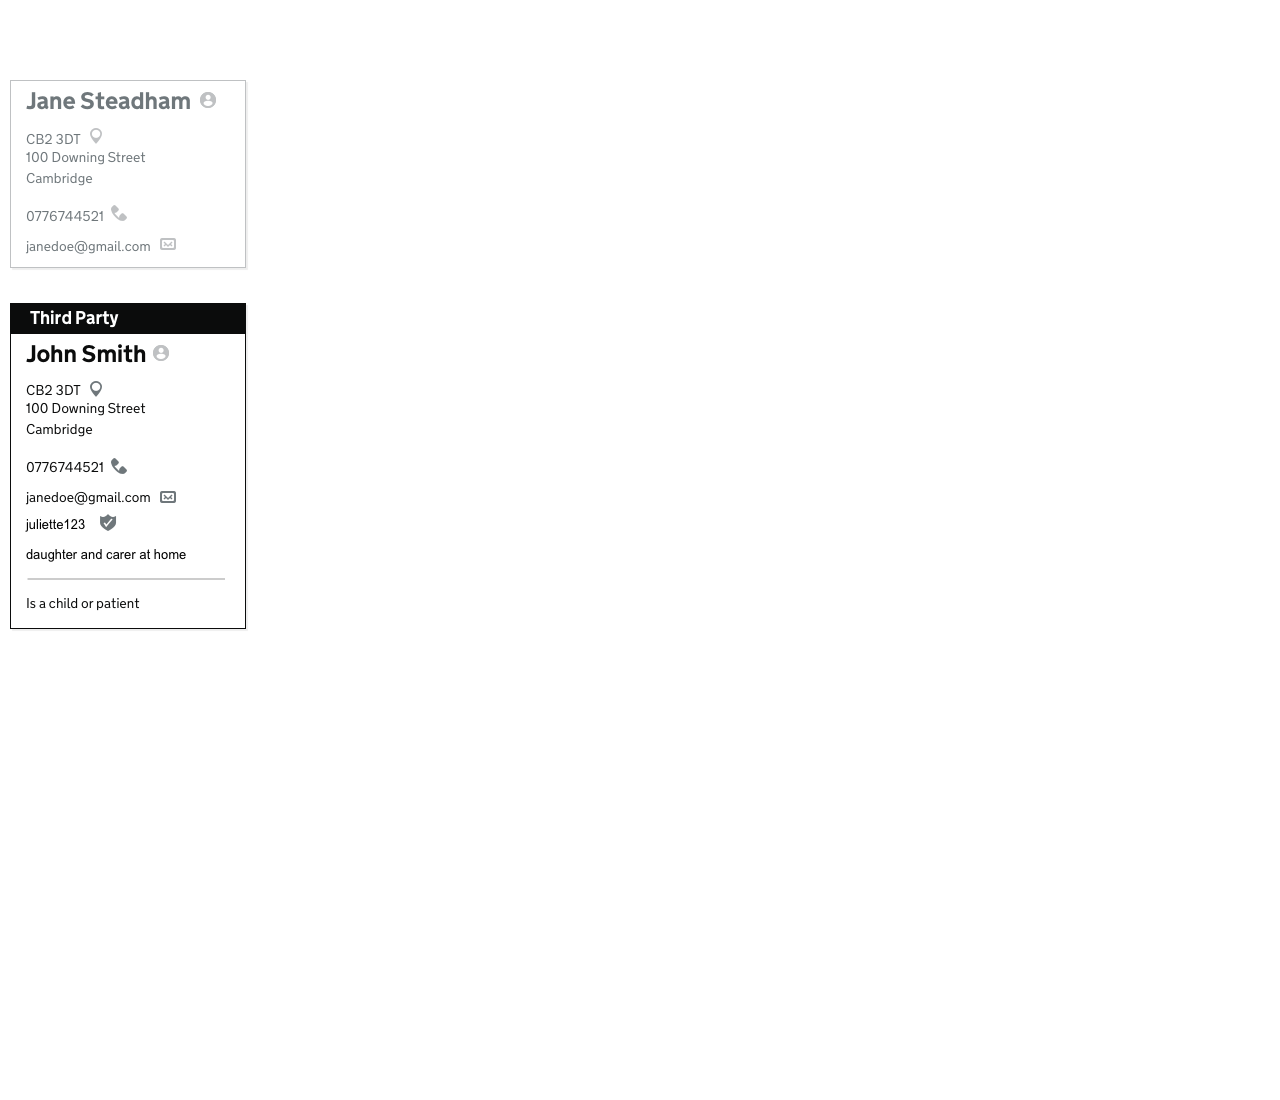 Jane Steadham
CB2 3DT
100 Downing Street
Cambridge
0776744521
janedoe@gmail.com
Third Party
John Smith
CB2 3DT
100 Downing Street
Cambridge
0776744521
janedoe@gmail.com
juliette123
daughter and carer at home
Is a child or patient